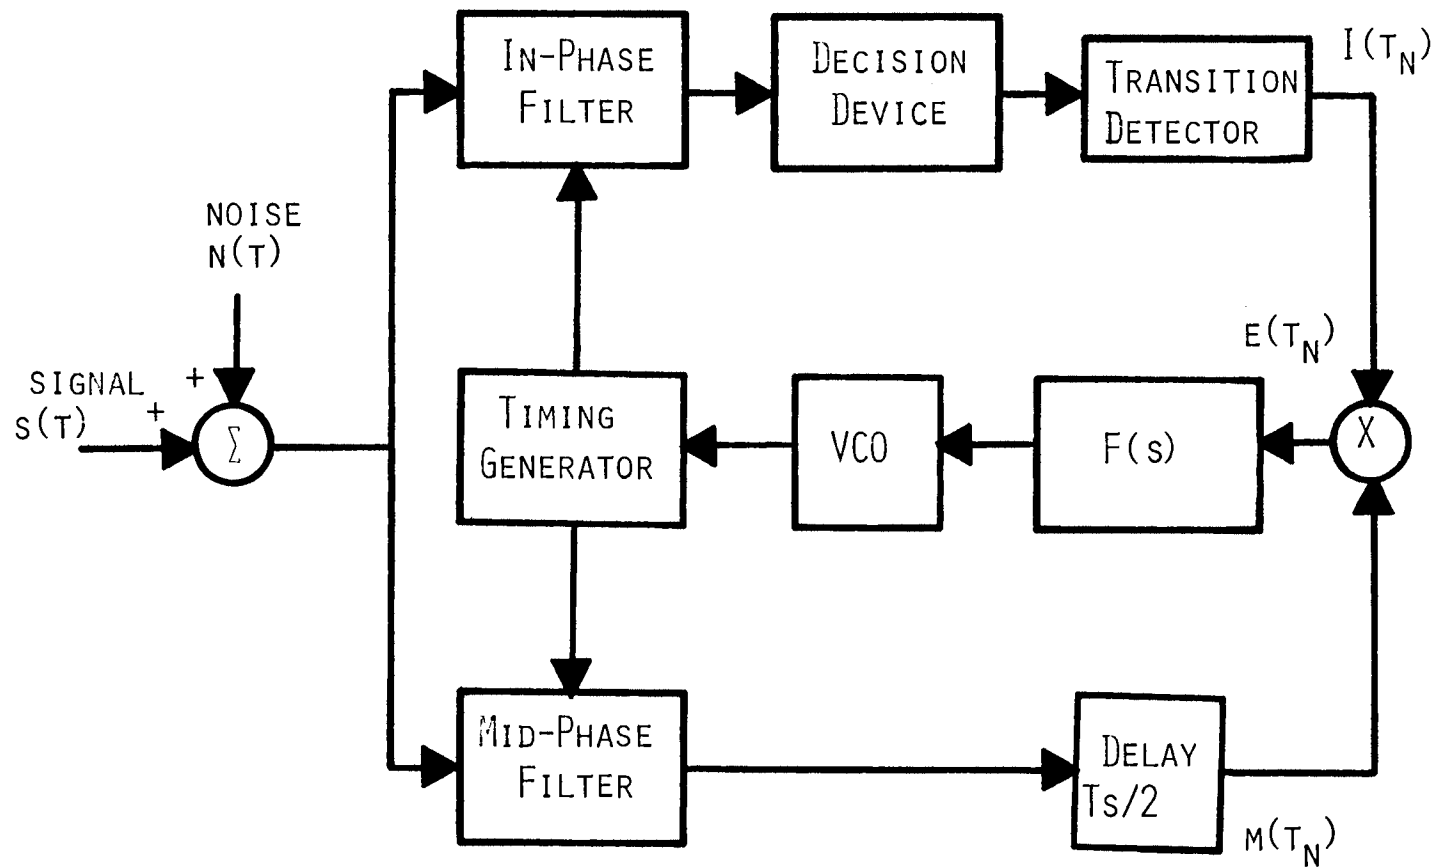 IN-PHASE
FILTER
DECISION
DEVICE
TRANSITION
DETECTOR
I(TN)
NOISE
N(T)
SIGNAL
S(T)
+
+
Σ
TIMING
GENERATOR
VCO
F(s)
E(TN)
X
MID-PHASE
FILTER
DELAY
Ts/2
M(TN)